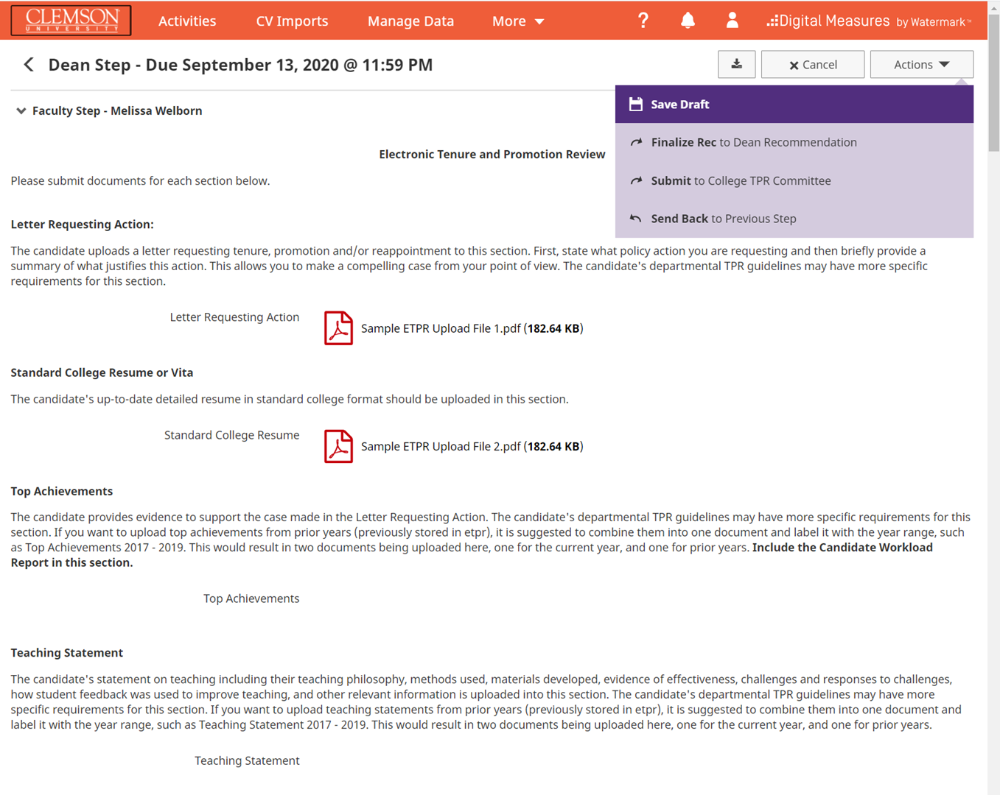 CLEMSON
UNIVERSITY
Activities
CV Imports
Manage Data
More
?
Digital Measures by Watermark™
Dean Step - Due September 13, 2020 @ 11:59 PM
Cancel
Actions
Save Draft
Finalize Rec to Dean Recommendation
Submit to College TPR Committee
Send Back to Previous Step
Faculty Step - Melissa Welborn
Electronic Tenure and Promotion Review
Please submit documents for each section below.
Letter Requesting Action:
The candidate uploads a letter requesting tenure, promotion and/or reappointment to this section. First, state what policy action you are requesting and then briefly provide a
summary of what justifies this action. This allows you to make a compelling case from your point of view. The candidate's departmental TPR guidelines may have more specific
requirements for this section.
Letter Requesting Action
Sample ETPR Upload File 1.pdf (182.64 KB)
Standard College Resume or Vita
The candidate's up-to-date detailed resume in standard college format should be uploaded in this section.
Standard College Resume
Sample ETPR Upload File 2.pdf (182.64 KB)
Top Achievements
The candidate provides evidence to support the case made in the Letter Requesting Action. The candidate's departmental TPR guidelines may have more specific requirements for this
section. If you want to upload top achievements from prior years (previously stored in etpr), it is suggested to combine them into one document and label it with the year range, such
as Top Achievements 2017 - 2019. This would result in two documents being uploaded here, one for the current year, and one for prior years. Include the Candidate Workload
Report in this section.
Top Achievements
Teaching Statement
The candidate's statement on teaching including their teaching philosophy, methods used, materials developed, evidence of effectiveness, challenges and responses to challenges,
how student feedback was used to improve teaching, and other relevant information is uploaded into this section. The candidate's departmental TPR guidelines may have more
specific requirements for this section. If you want to upload teaching statements from prior years (previously stored in etpr), it is suggested to combine them into one document and
label it with the year range, such as Teaching Statement 2017 - 2019. This would result in two documents being uploaded here, one for the current year, and one for prior years.
Teaching Statement